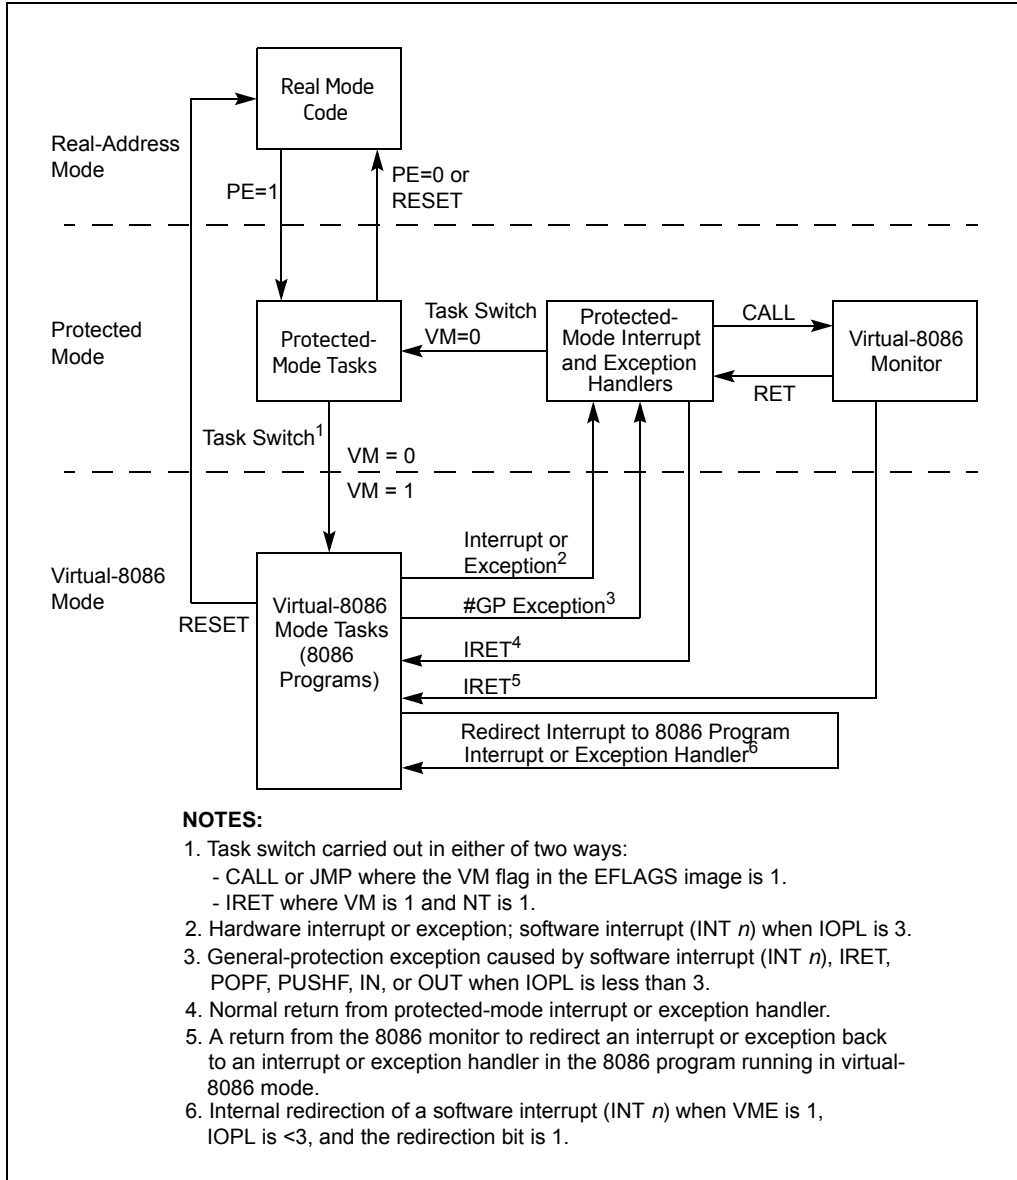 Real Mode
Code
Real-Address
Mode
PE=1
PE=0 or
RESET
Protected
Mode
Protected-
Mode Tasks
Task Switch
VM=0
Protected-
Mode Interrupt
and Exception
Handlers
CALL
RET
Virtual-8086
Monitor
Task Switch1
VM = 0
VM = 1
Virtual-8086
Mode
RESET
Virtual-8086
Mode Tasks
(8086
Programs)
Interrupt or
Exception2
#GP Exception3
IRET4
IRET5
Redirect Interrupt to 8086 Program
Interrupt or Exception Handler6
NOTES:
1. Task switch carried out in either of two ways:
- CALL or JMP where the VM flag in the EFLAGS image is 1.
- IRET where VM is 1 and NT is 1.
2. Hardware interrupt or exception; software interrupt (INT n) when IOPL is 3.
3. General-protection exception caused by software interrupt (INT n), IRET,
POPF, PUSHF, IN, or OUT when IOPL is less than 3.
4. Normal return from protected-mode interrupt or exception handler.
5. A return from the 8086 monitor to redirect an interrupt or exception back
to an interrupt or exception handler in the 8086 program running in virtual-
8086 mode.
6. Internal redirection of a software interrupt (INT n) when VME is 1,
IOPL is <3, and the redirection bit is 1.